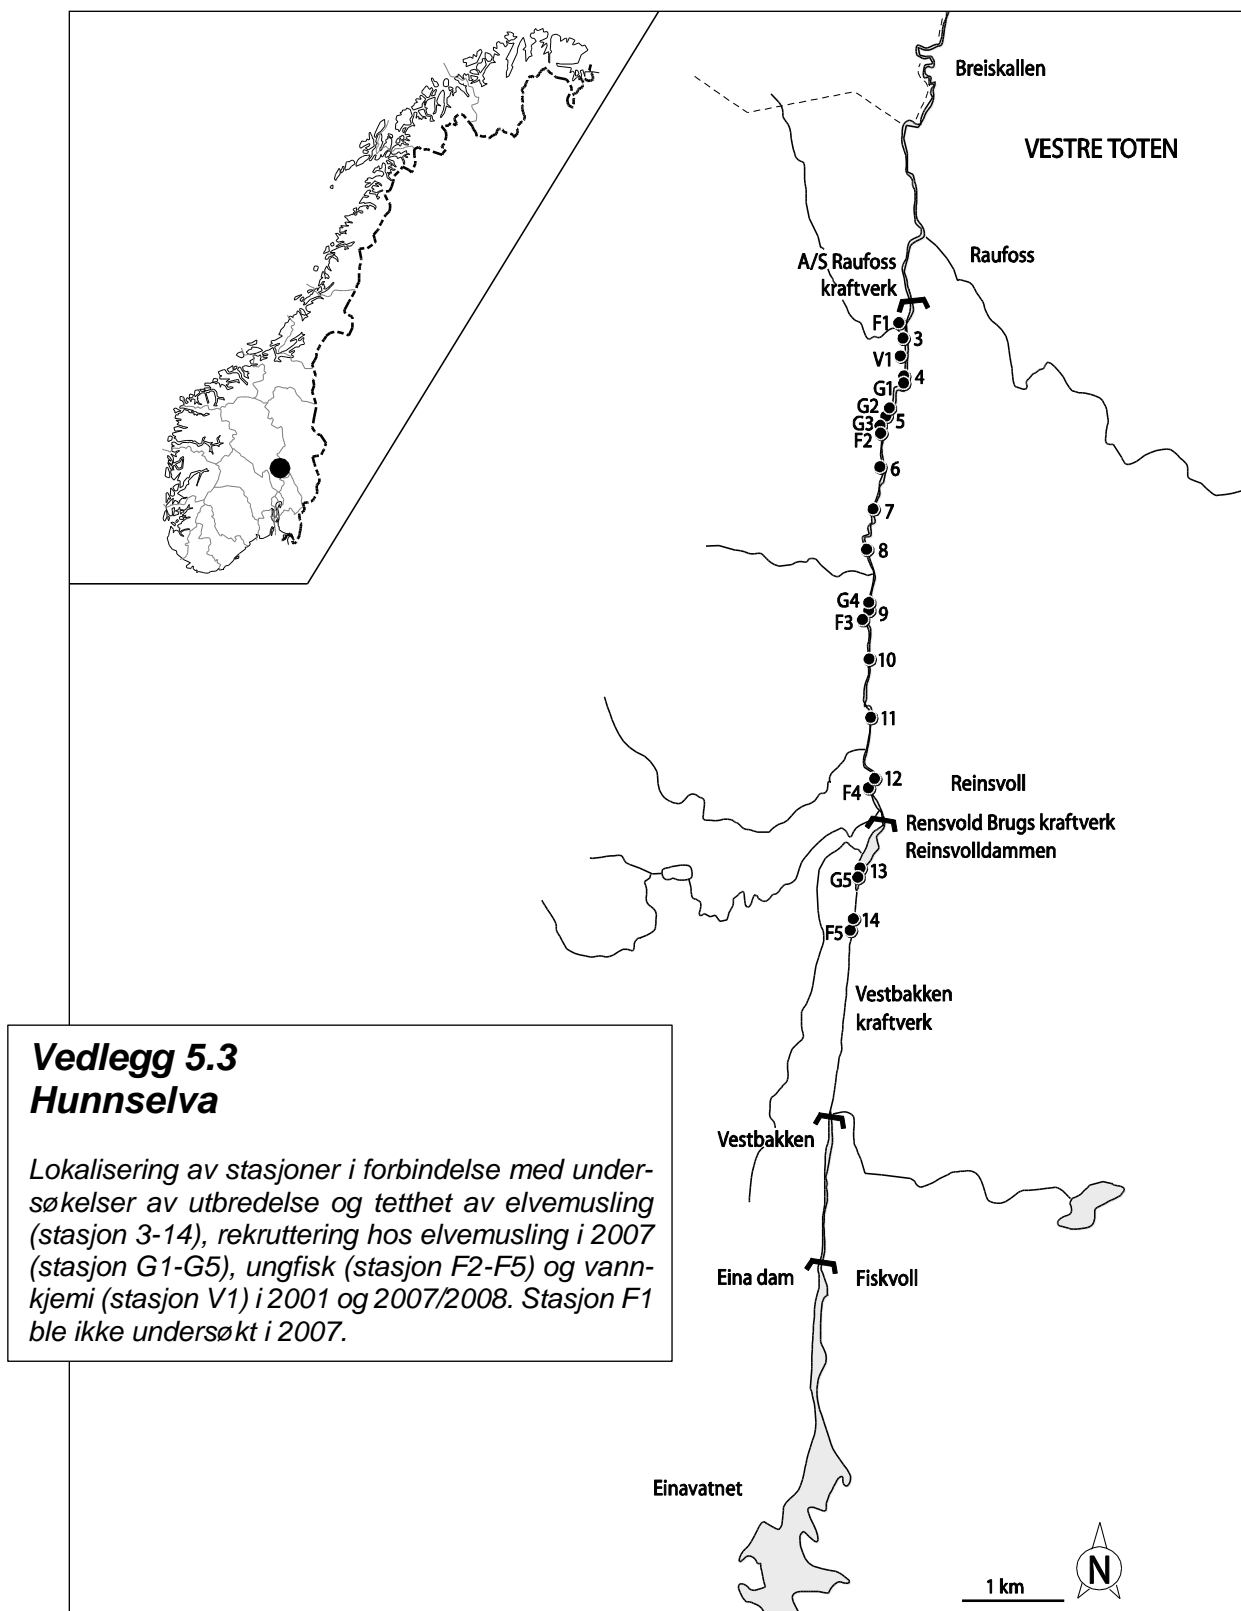 Breiskallen
VESTRE TOTEN
Raufoss
A/S Raufoss
kraftverk
F1
3
V1
4
G1
G2
5
G3
F2
6
7
8
G4
9
F3
10
11
12
F4
Reinsvoll
Rensvold Brugs kraftverk
Reinsvolldammen
13
G5
14
F5
Vestbakken
kraftverk
Vedlegg 5.3
Hunnselva
Lokalisering av stasjoner i forbindelse med under-
søkelser av utbredelse og tetthet av elvemusling
(stasjon 3-14), rekruttering hos elvemusling i 2007
(stasjon G1-G5), ungfisk (stasjon F2-F5) og vann-
kjemi (stasjon V1) i 2001 og 2007/2008. Stasjon F1
ble ikke undersøkt i 2007.
Vestbakken
Eina dam
Fiskvoll
Einavatnet
1 km
N